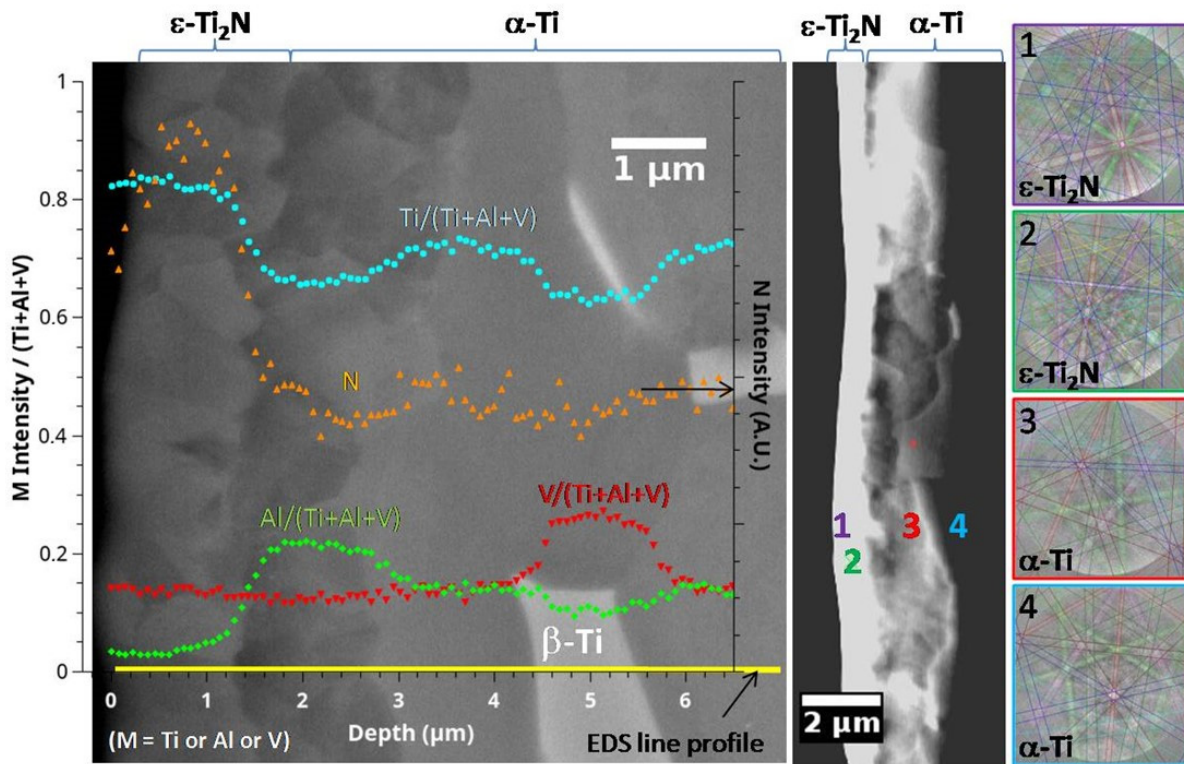 ε-Ti₂N
α-Ti
ε-Ti₂N
α-Ti
M Intensity / (Ti+Al+V)
1
0.8
0.6
0.4
0.2
0
1 µm
Ti/(Ti+Al+V)
N
N Intensity (A.U.)
Al/(Ti+Al+V)
V/(Ti+Al+V)
β-Ti
0 1 2 3 4 5 6
Depth (µm)
(M = Ti or Al or V)
EDS line profile
1
2
3
4
2 µm
1
ε-Ti₂N
2
ε-Ti₂N
3
α-Ti
4
α-Ti